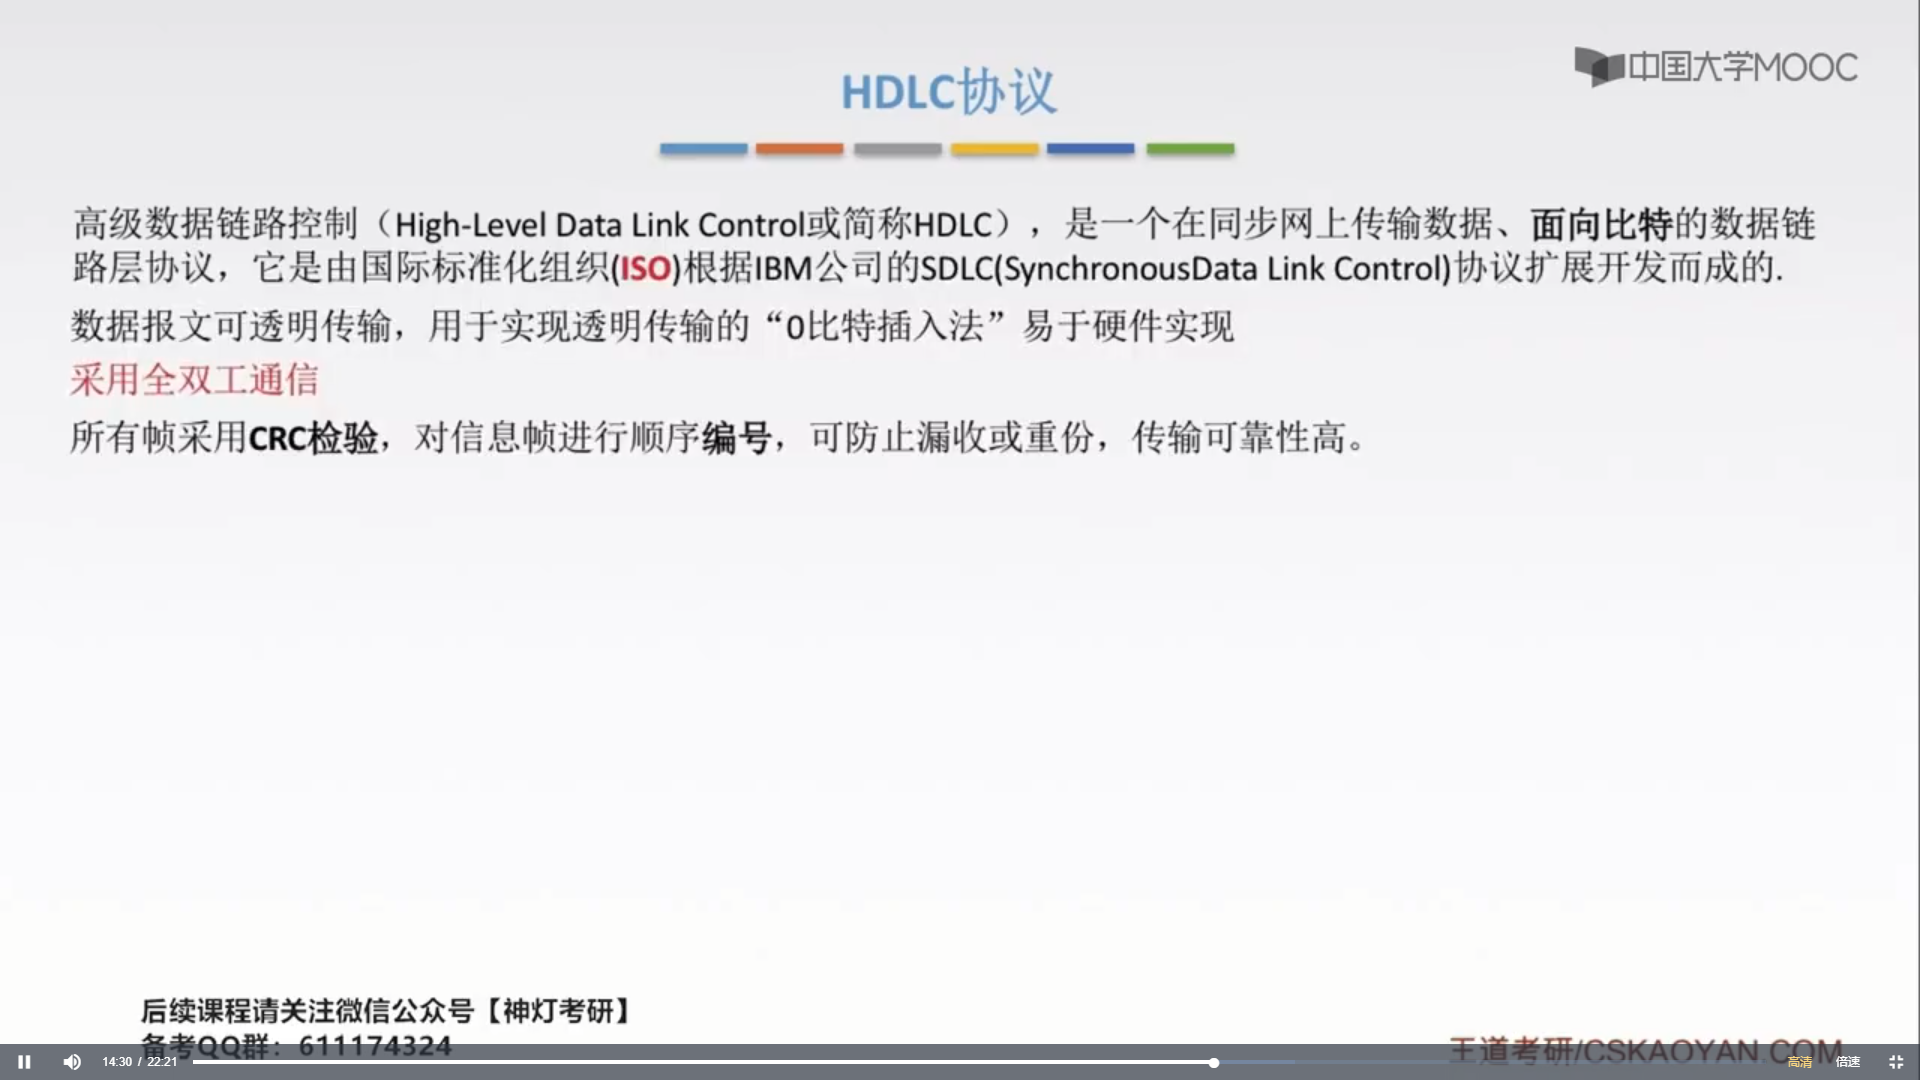 中国大学MOOC
HDLC协议
高级数据链路控制（High-Level Data Link Control或简称HDLC），是一个在同步网上传输数据、面向比特的数据链
路层协议，它是由国际标准化组织(ISO)根据IBM公司的SDLC(SynchronousData Link Control)协议扩展开发而成的.
数据报文可透明传输，用于实现透明传输的“0比特插入法”易于硬件实现
采用全双工通信
所有帧采用CRC检验，对信息帧进行顺序编号，可防止漏收或重份，传输可靠性高。
后续课程请关注微信公众号【神灯考研】
备考QQ群：611174324
王道考研/CSKAOYAN.COM
14:30 / 22:21
高清
倍速